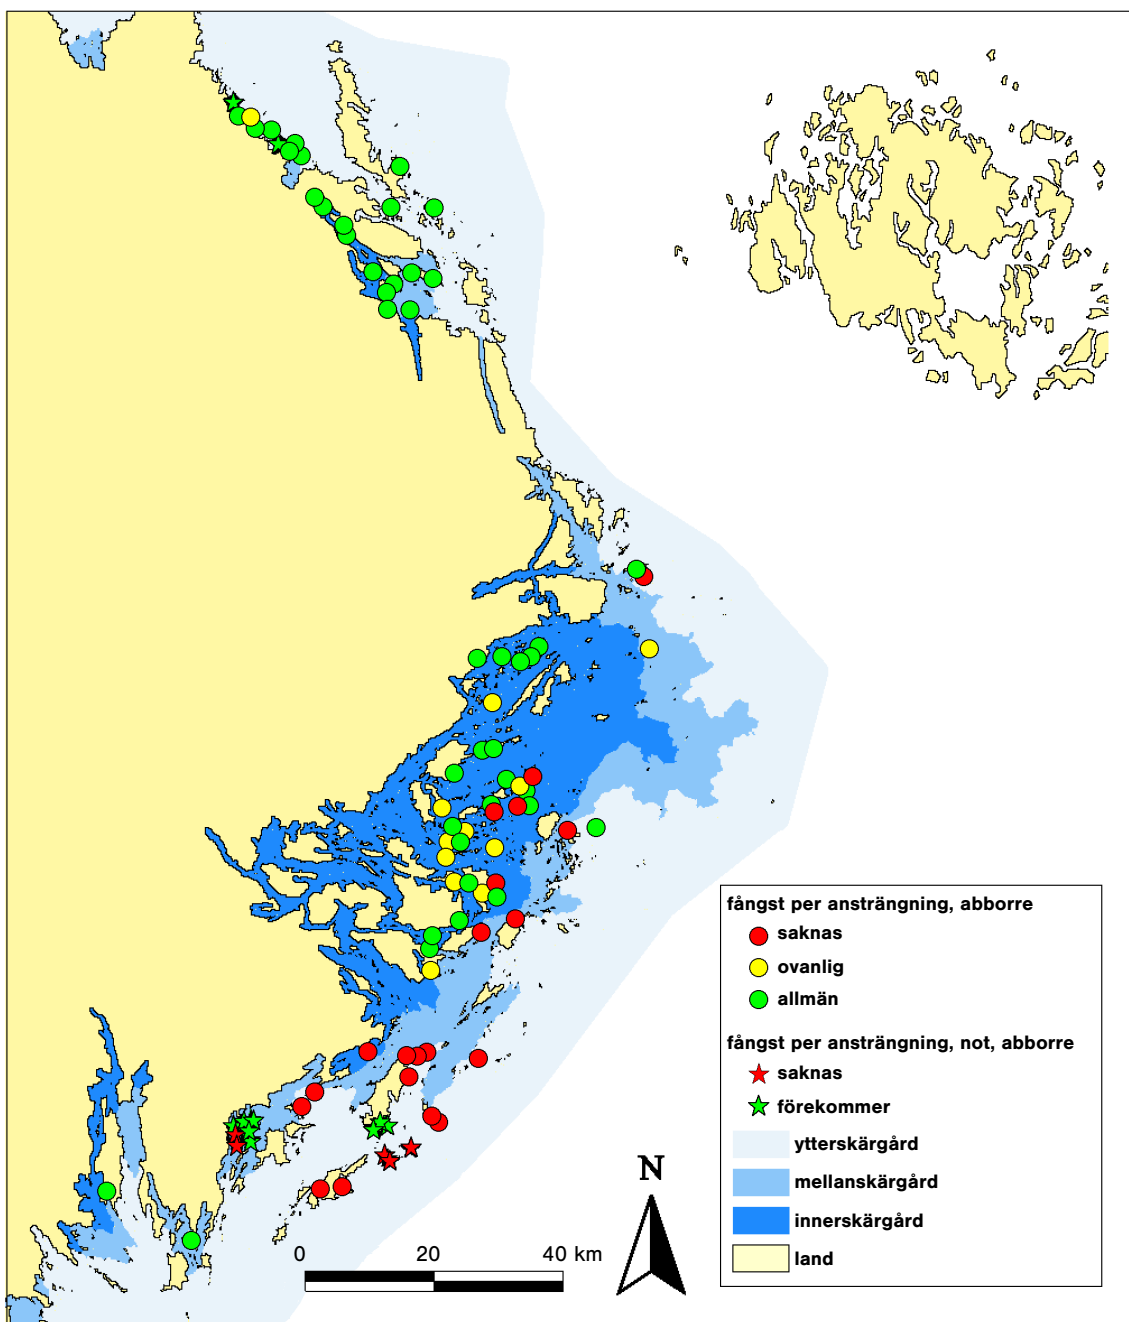 fångst per ansträngning, abborre
saknas
ovanlig
allmän
fångst per ansträngning, not, abborre
saknas
förekommer
ytterskärgård
mellanskärgård
innerskärgård
land
N
0 20 40 km